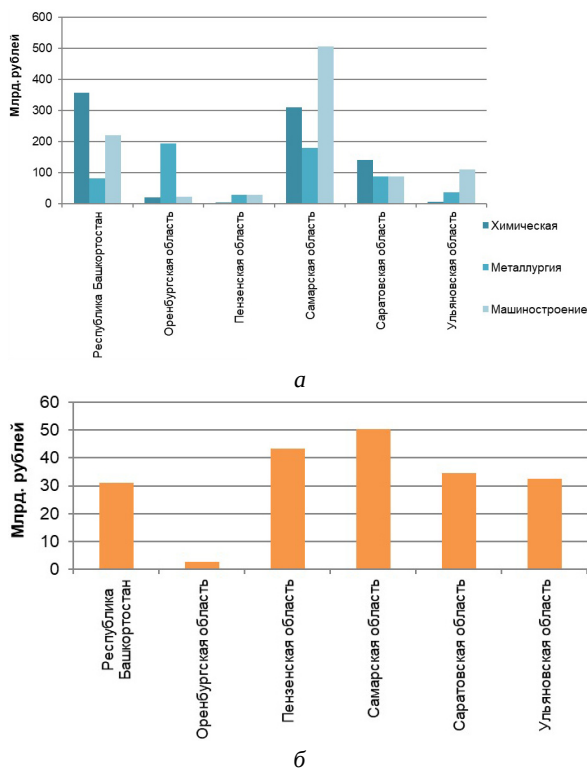 Млрд. рублей
600
500
400
300
200
100
0
Республика Башкортостан
Оренбургская область
Пензенская область
Самарская область
Саратовская область
Ульяновская область
Химическая
Металлургия
Машиностроение
а
Млрд. рублей
60
50
40
30
20
10
0
Республика
Башкортостан
Оренбургская область
Пензенская область
Самарская область
Саратовская область
Ульяновская область
б